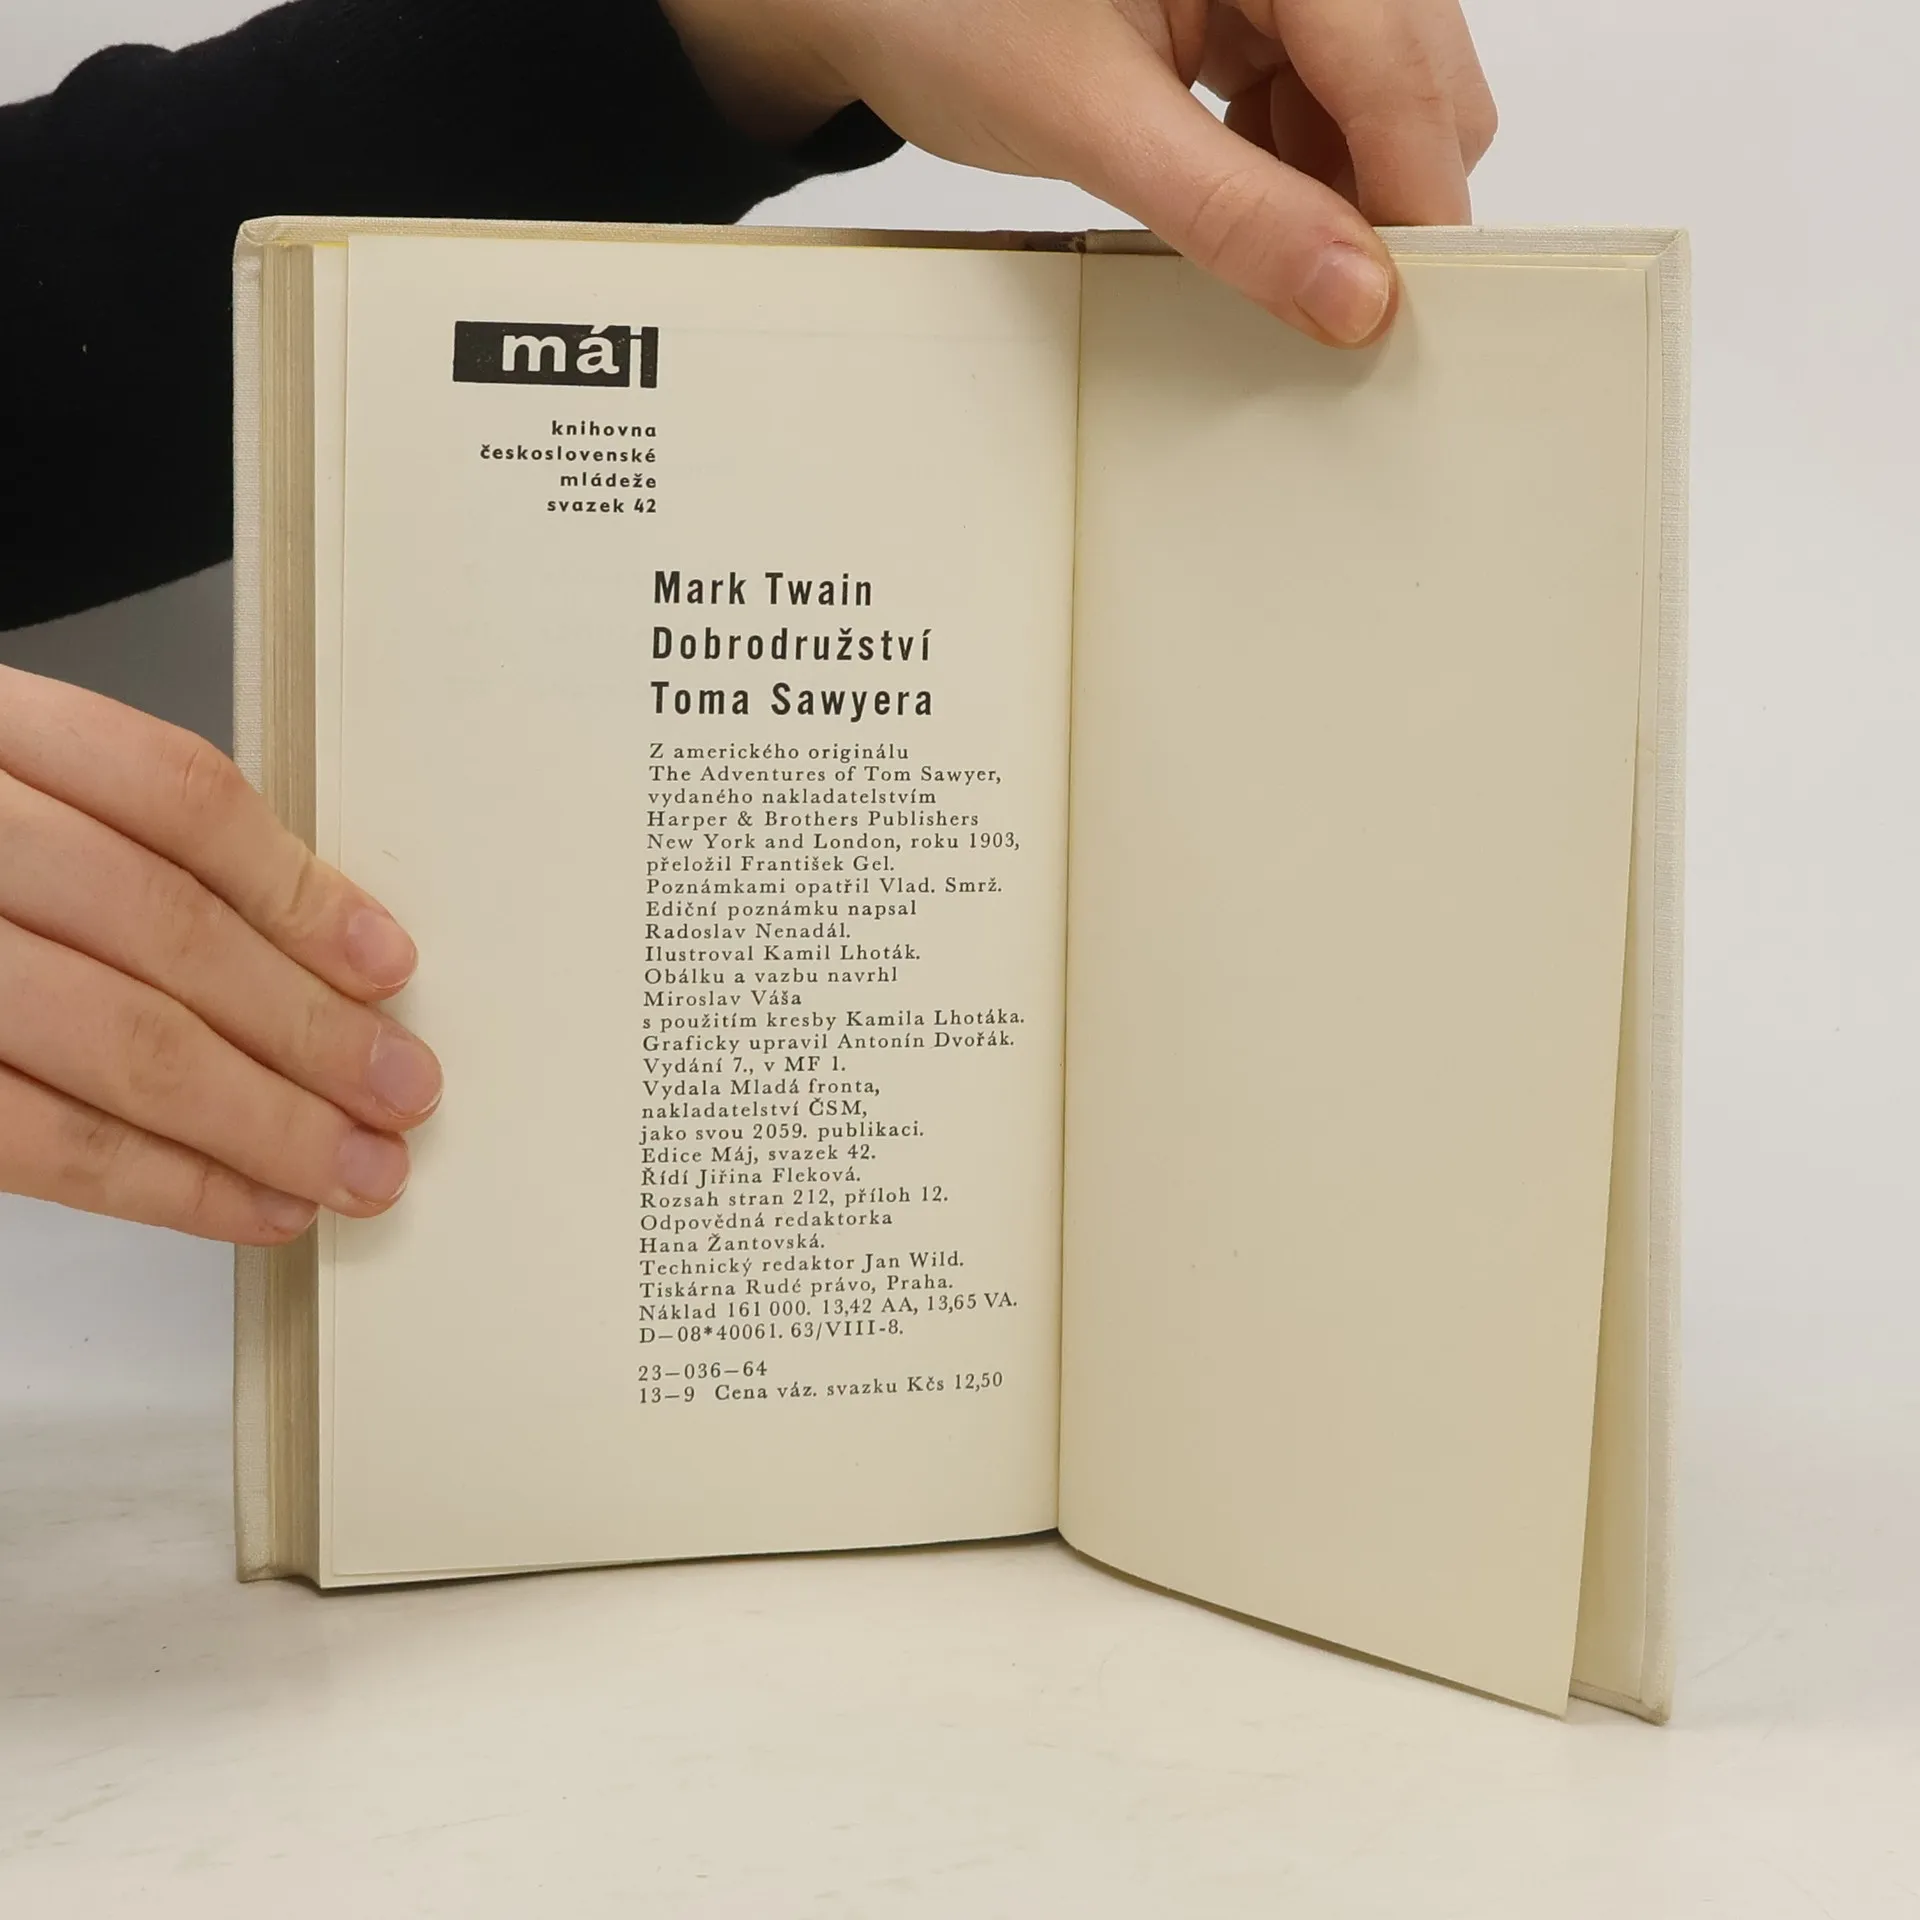 máj
knihovna
československé
mládeže
svazek 42
Mark Twain
Dobrodružství
Toma Sawyera
Z amerického originálu
The Adventures of Tom Sawyer,
vydaného nakladatelstvím
Harper & Brothers Publishers
New York and London, roku 1903,
přeložil František Gel.
Poznámkami opatřil Vlad. Smrž.
Ediční poznámku napsal
Radoslav Nenadál.
Ilustroval Kamil Lhoták.
Obálku a vazbu navrhl
Miroslav Váša
s použitím kresby Kamila Lhotáka.
Graficky upravil Antonín Dvořák.
Vydání 7., v MF 1.
Vydala Mladá fronta,
nakladatelství ČSM,
jako svou 2059. publikaci.
Edice Máj, svazek 42.
Řídí Jiřina Fleková.
Rozsah stran 212, příloh 12.
Odpovědná redaktorka
Hana Žantovská.
Technický redaktor Jan Wild.
Tiskárna Rudé právo, Praha.
Náklad 161 000. 13,42 AA, 13,65 VA.
D—08*40061. 63/VIII-8.
23—036—64
13—9 Cena váz. svazku Kčs 12,50